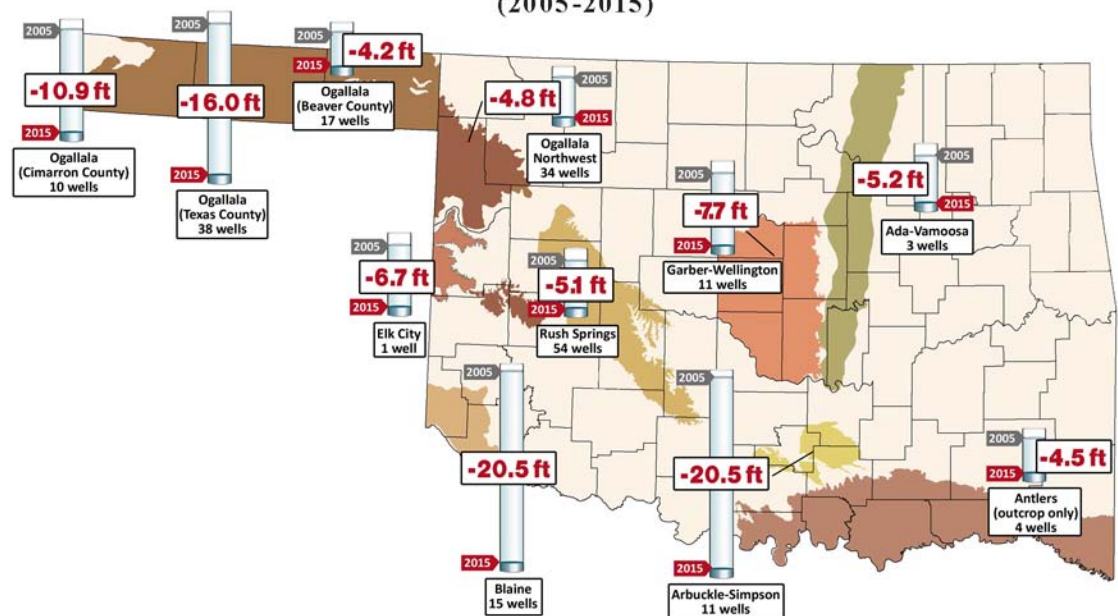 (2005-2015)
2005
-10.9 ft
2015
Ogallala
(Cimarron County)
10 wells
2005
-16.0 ft
2015
Ogallala
(Texas County)
38 wells
2005
-4.2 ft
2015
Ogallala
(Beaver County)
17 wells
-4.8 ft
2005
2015
Ogallala
Northwest
34 wells
2005
-5.2 ft
2015
Ada-Vamoosa
3 wells
2005
-7.7 ft
2015
Garber-Wellington
11 wells
2005
-6.7 ft
2015
Elk City
1 well
2005
-5.1 ft
2015
Rush Springs
54 wells
2005
-20.5 ft
2015
Blaine
15 wells
2005
-20.5 ft
2015
Arbuckle-Simpson
11 wells
2005
-4.5 ft
2015
Antlers
(outcrop only)
4 wells